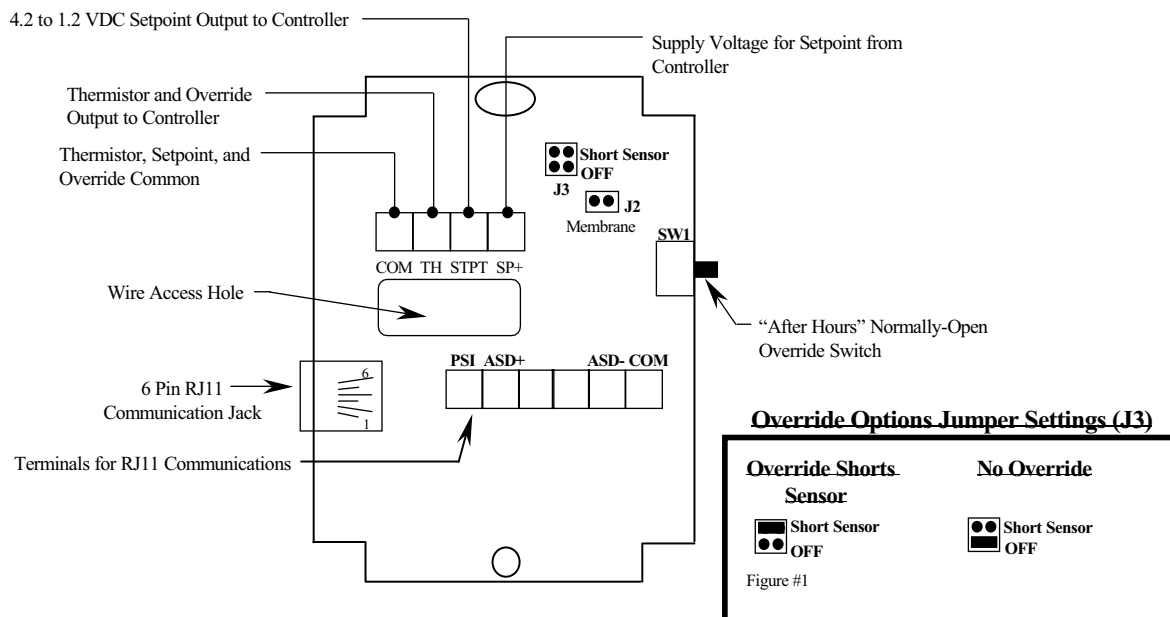 4.2 to 1.2 VDC Setpoint Output to Controller
Supply Voltage for Setpoint from
Controller
Thermistor and Override
Output to Controller
Thermistor, Setpoint, and
Override Common
Short Sensor
OFF
J3
J2
Membrane
SW1
COM TH STPT SP+
Wire Access Hole
"After Hours" Normally-Open
Override Switch
PSI ASD+ ASD- COM
6 Pin RJ11
Communication Jack
6
1
Terminals for RJ11 Communications
Override Options Jumper Settings (J3)
Override Shorts
Sensor
Short Sensor
OFF
No Override
Short Sensor
OFF
Figure #1